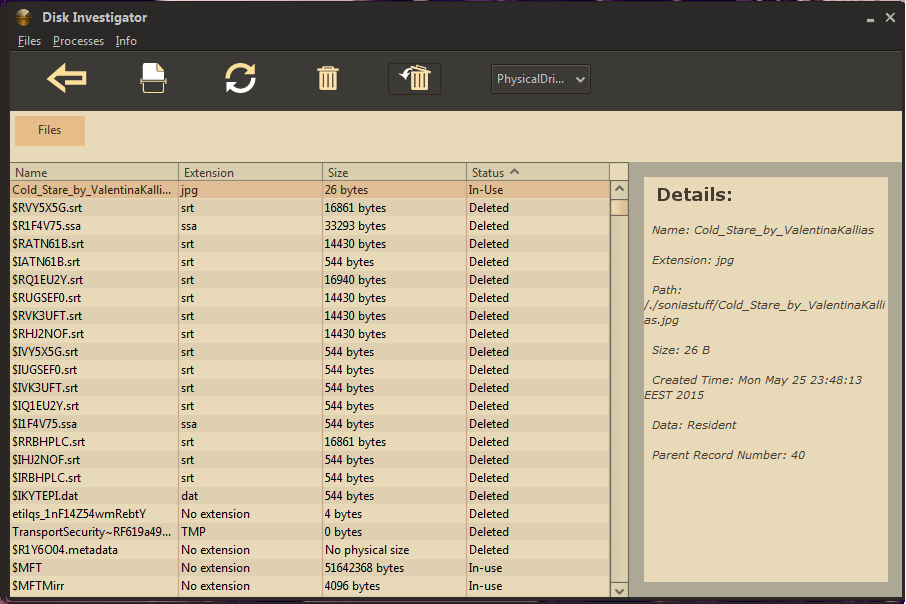 Disk Investigator
Files Processes Info
PhysicalDri...
Files
Name Extension Size Status
Cold_Stare_by_ValentinaKalli... jpg 26 bytes In-Use
$RVY5X5G.srt srt 16861 bytes Deleted
$R1F4V75.ssa ssa 33293 bytes Deleted
$RATN61B.srt srt 14430 bytes Deleted
$IATN61B.srt srt 544 bytes Deleted
$RQ1EU2Y.srt srt 16940 bytes Deleted
$RUGSEF0.srt srt 14430 bytes Deleted
$RVK3UFT.srt srt 14430 bytes Deleted
$RHJ2NOF.srt srt 14430 bytes Deleted
$IVY5X5G.srt srt 544 bytes Deleted
$IUGSEF0.srt srt 544 bytes Deleted
$IVK3UFT.srt srt 544 bytes Deleted
$IQ1EU2Y.srt srt 544 bytes Deleted
$I1F4V75.ssa ssa 544 bytes Deleted
$RRBHPLC.srt srt 16861 bytes Deleted
$IHJ2NOF.srt srt 544 bytes Deleted
$IRBHPLC.srt srt 544 bytes Deleted
$IKYTEPI.dat dat 544 bytes Deleted
etilqs_1nF14Z54wmRebtY No extension 4 bytes Deleted
TransportSecurity~RF619a49... TMP 0 bytes Deleted
$R1Y6O04.metadata No extension No physical size Deleted
$MFT No extension 51642368 bytes In-use
$MFTMirr No extension 4096 bytes In-use
Details:
Name: Cold_Stare_by_ValentinaKallias
Extension: jpg
Path:
/./soniastuff/Cold_Stare_by_ValentinaKalli
as.jpg
Size: 26 B
Created Time: Mon May 25 23:48:13
EEST 2015
Data: Resident
Parent Record Number: 40